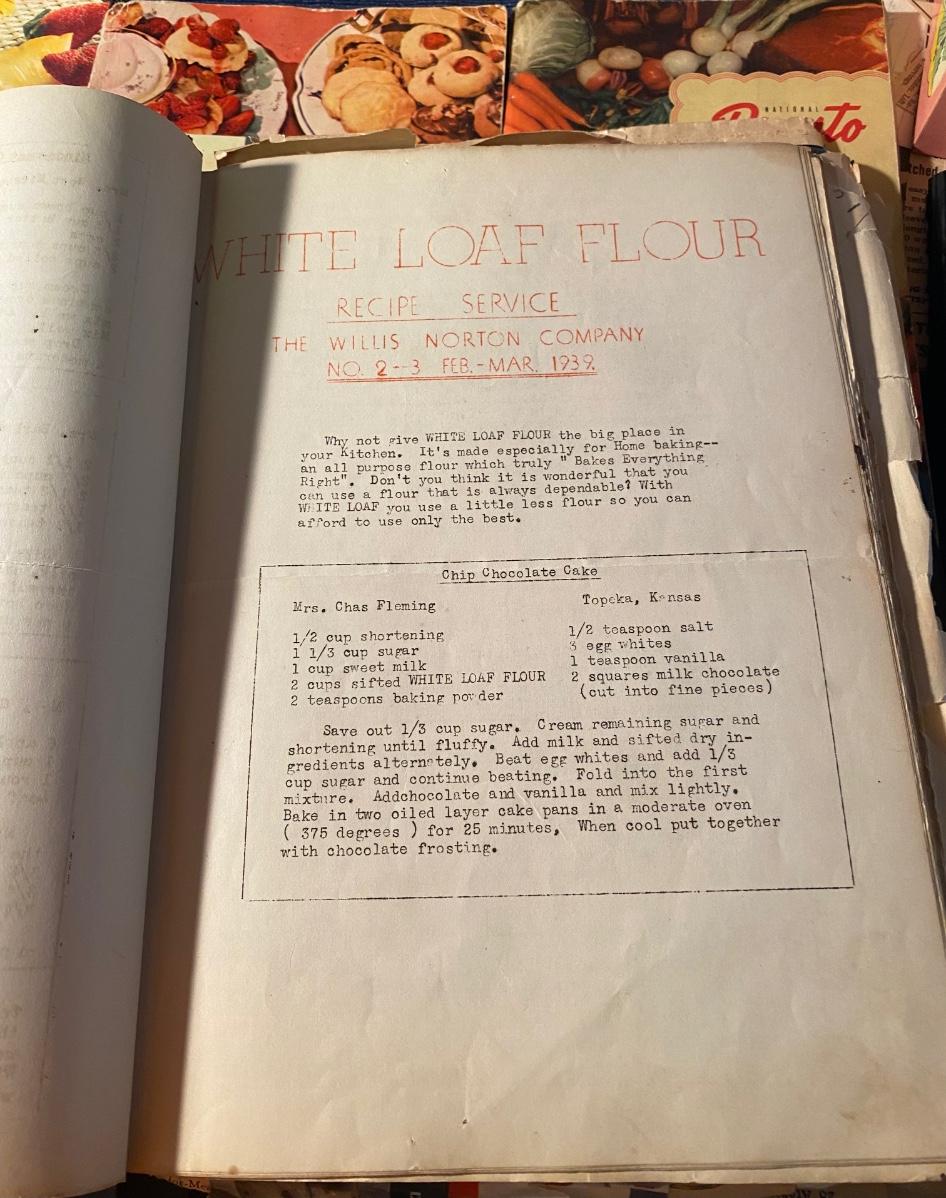 NATIONAL
WHITE LOAF FLOUR
RECIPE SERVICE
THE WILLIS NORTON COMPANY
NO. 2--3 FEB.-MAR. 1939.
Why not give WHITE LOAF FLOUR the big place in
your Kitchen. It's made especially for Home baking--
an all purpose flour which truly " Bakes Everything
Right". Don't you think it is wonderful that you
can use a flour that is always dependable? With
WHITE LOAF you use a little less flour so you can
afford to use only the best.
Chip Chocolate Cake
Mrs. Chas Fleming Topeka, Kansas
1/2 cup shortening 1/2 teaspoon salt
1 1/3 cup sugar 3 egg whites
1 cup sweet milk 1 teaspoon vanilla
2 cups sifted WHITE LOAF FLOUR 2 squares milk chocolate
2 teaspoons baking powder (cut into fine pieces)
Save out 1/3 cup sugar. Cream remaining sugar and
shortening until fluffy. Add milk and sifted dry in-
gredients alternately. Beat egg whites and add 1/3
cup sugar and continue beating. Fold into the first
mixture. Addchocolate and vanilla and mix lightly.
Bake in two oiled layer cake pans in a moderate oven
( 375 degrees ) for 25 minutes, When cool put together
with chocolate frosting.